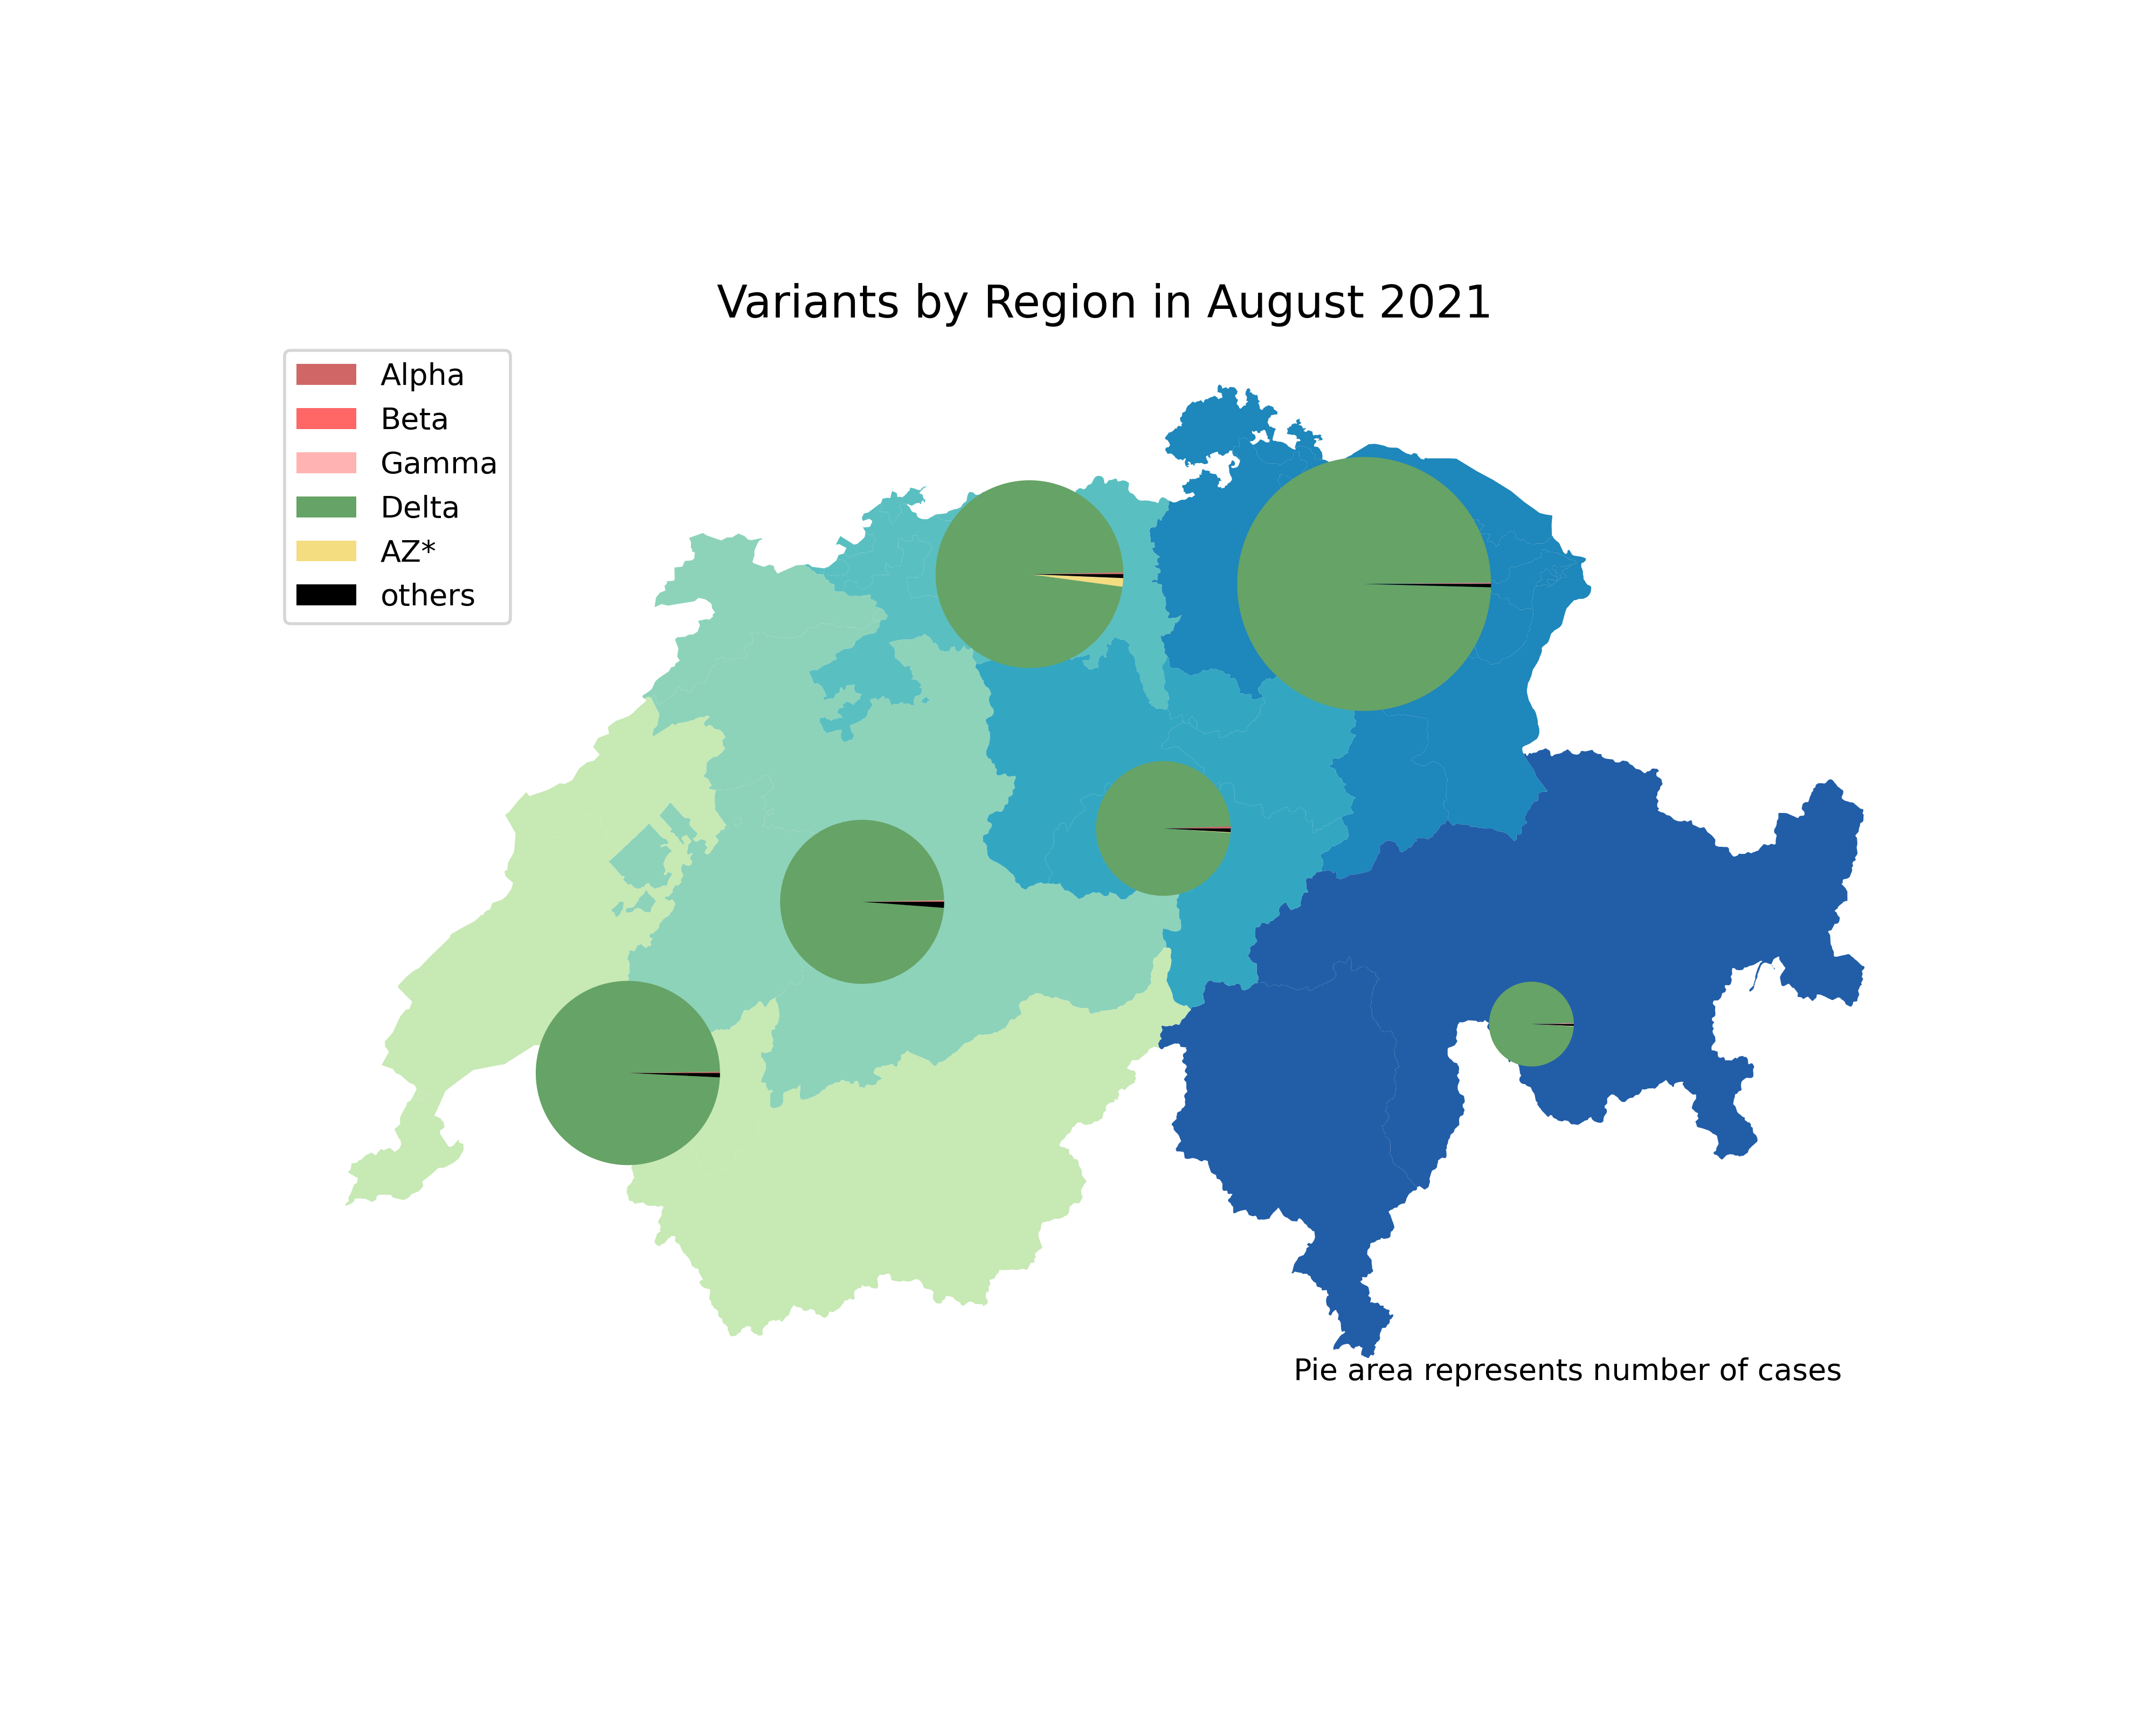 Variants by Region in August 2021
Alpha
Beta
Gamma
Delta
AZ*
others
Pie area represents number of cases